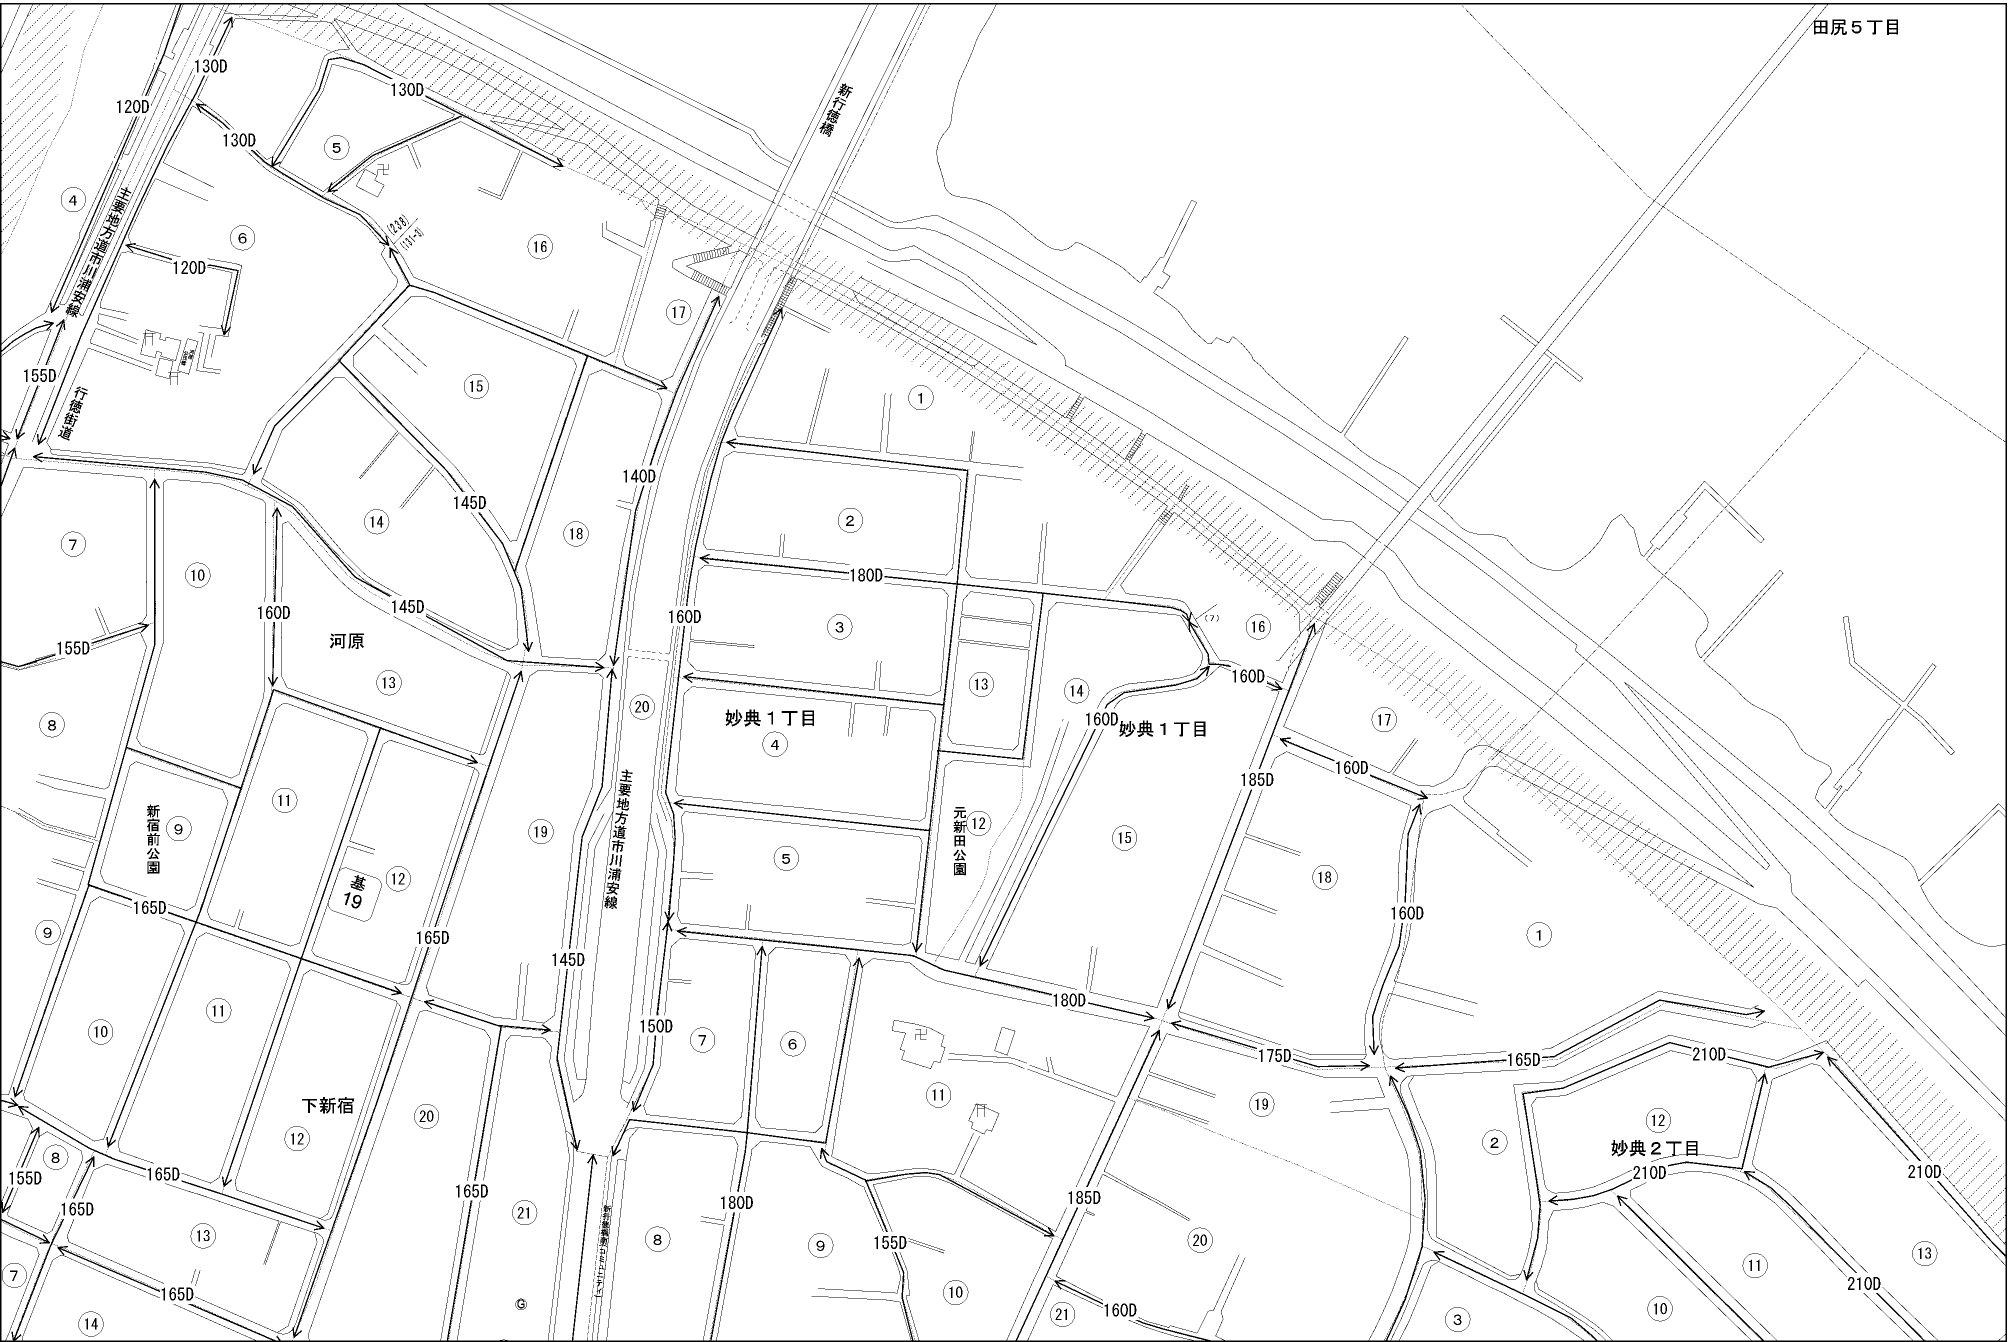 田尻５丁目
130D
130D
120D
新行徳橋
130D
⑤
④
主要地方道市川浦安線
(238)
(131-3)
⑥
⑯
120D
⑰
155D
⑮
行徳街道
①
140D
145D
⑭
⑱
②
⑦
⑩
180D
160D
145D
160D
⑯
(7)
③
河原
155D
160D
⑬
⑬
⑭
⑳
妙典１丁目
160D
妙典１丁目
⑰
⑧
④
160D
185D
主要地方道市川浦安線
⑪
新宿前公園
⑨
⑲
元新田公園
⑫
⑮
⑤
⑫
基
19
⑱
165D
160D
⑨
165D
①
145D
180D
⑪
⑩
150D
⑦
⑥
175D
165D
210D
⑪
⑲
下新宿
⑳
⑫
②
⑫
妙典２丁目
⑧
155D
165D
165D
210D
210D
165D
180D
185D
165D
㉑
⑬
⑧
⑨
155D
⑳
⑬
⑦
⑪
210D
165D
⑩
G
160D
㉑
⑩
③
⑭